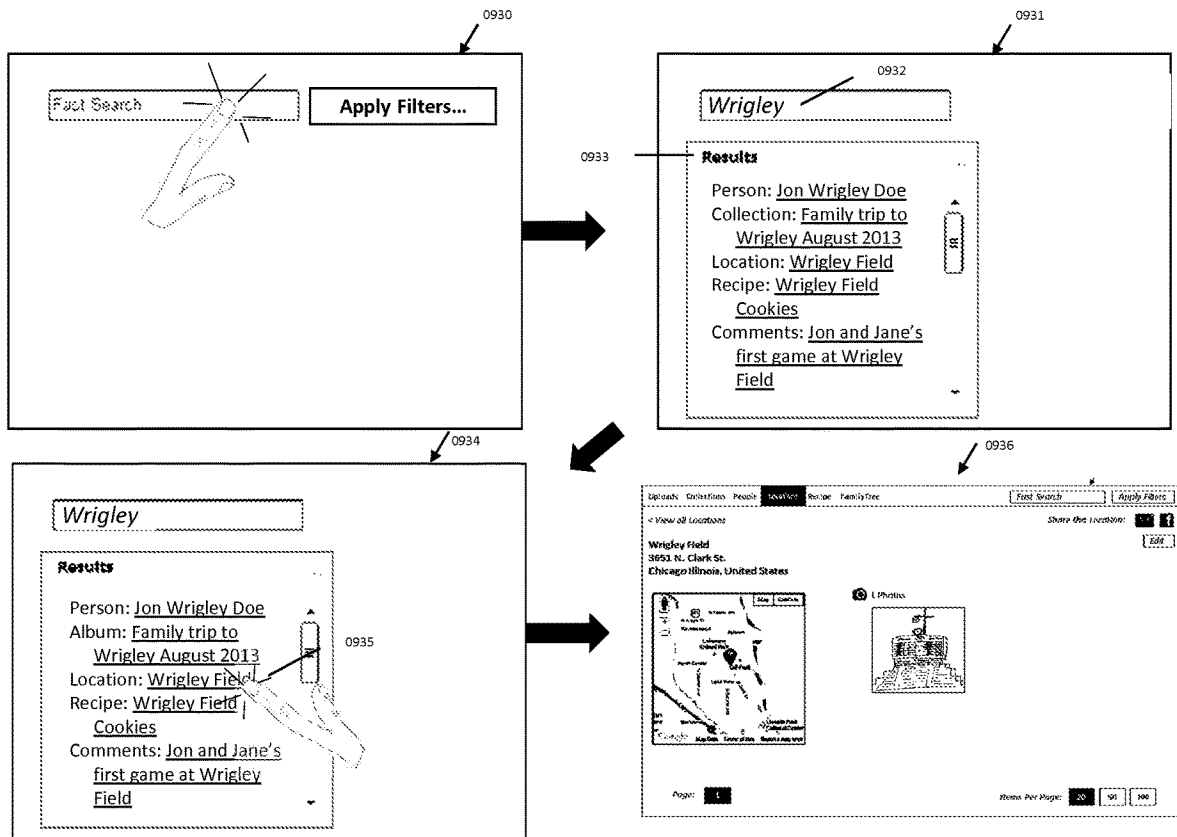 0930
Fast Search
Apply Filters...
0931
Wrigley
0932
0933
Results
Person: Jon Wrigley Doe
Collection: Family trip to
Wrigley August 2013
Location: Wrigley Field
Recipe: Wrigley Field
Cookies
Comments: Jon and Jane's
first game at Wrigley
Field
0934
Wrigley
Results
Person: Jon Wrigley Doe
Album: Family trip to
Wrigley August 2013
Location: Wrigley Field
Recipe: Wrigley Field
Cookies
Comments: Jon and Jane's
first game at Wrigley
Field
0935
0936
Uploads Collections People Locations Recipe Family Tree
Fast Search
Apply Filters
< View all Locations
Share the Location:
Edit
Wrigley Field
3651 N. Clark St.
Chicago Illinois, United States
1 Photos
Page: 1
Items Per Page: 20 50 100